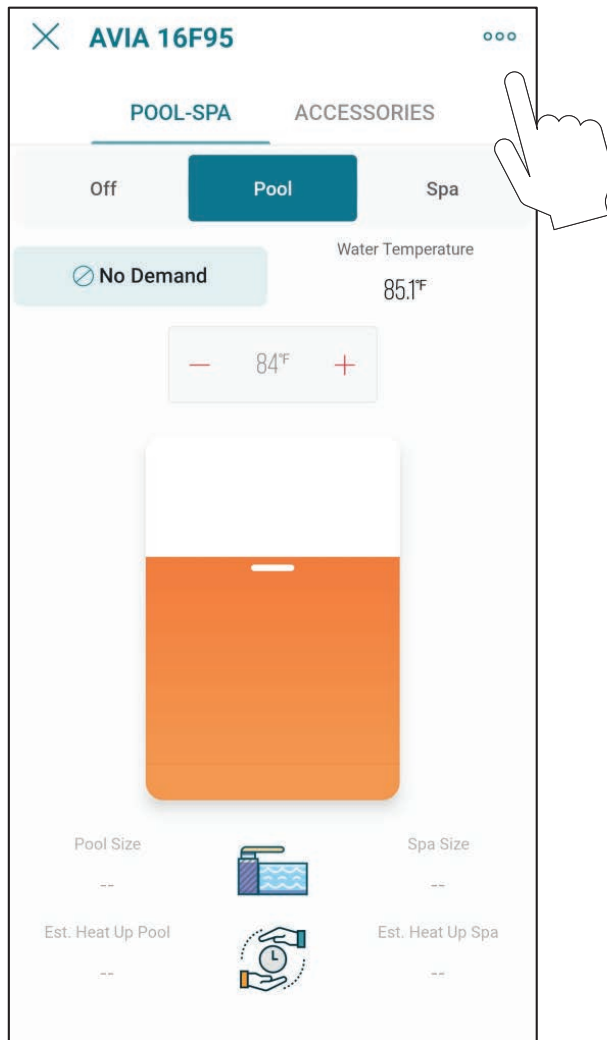 AVIA 16F95
POOL-SPA ACCESSORIES
Off Pool Spa
No Demand
Water Temperature
85.1°F
− 84°F +
Pool Size Spa Size
-- --
Est. Heat Up Pool Est. Heat Up Spa
-- --